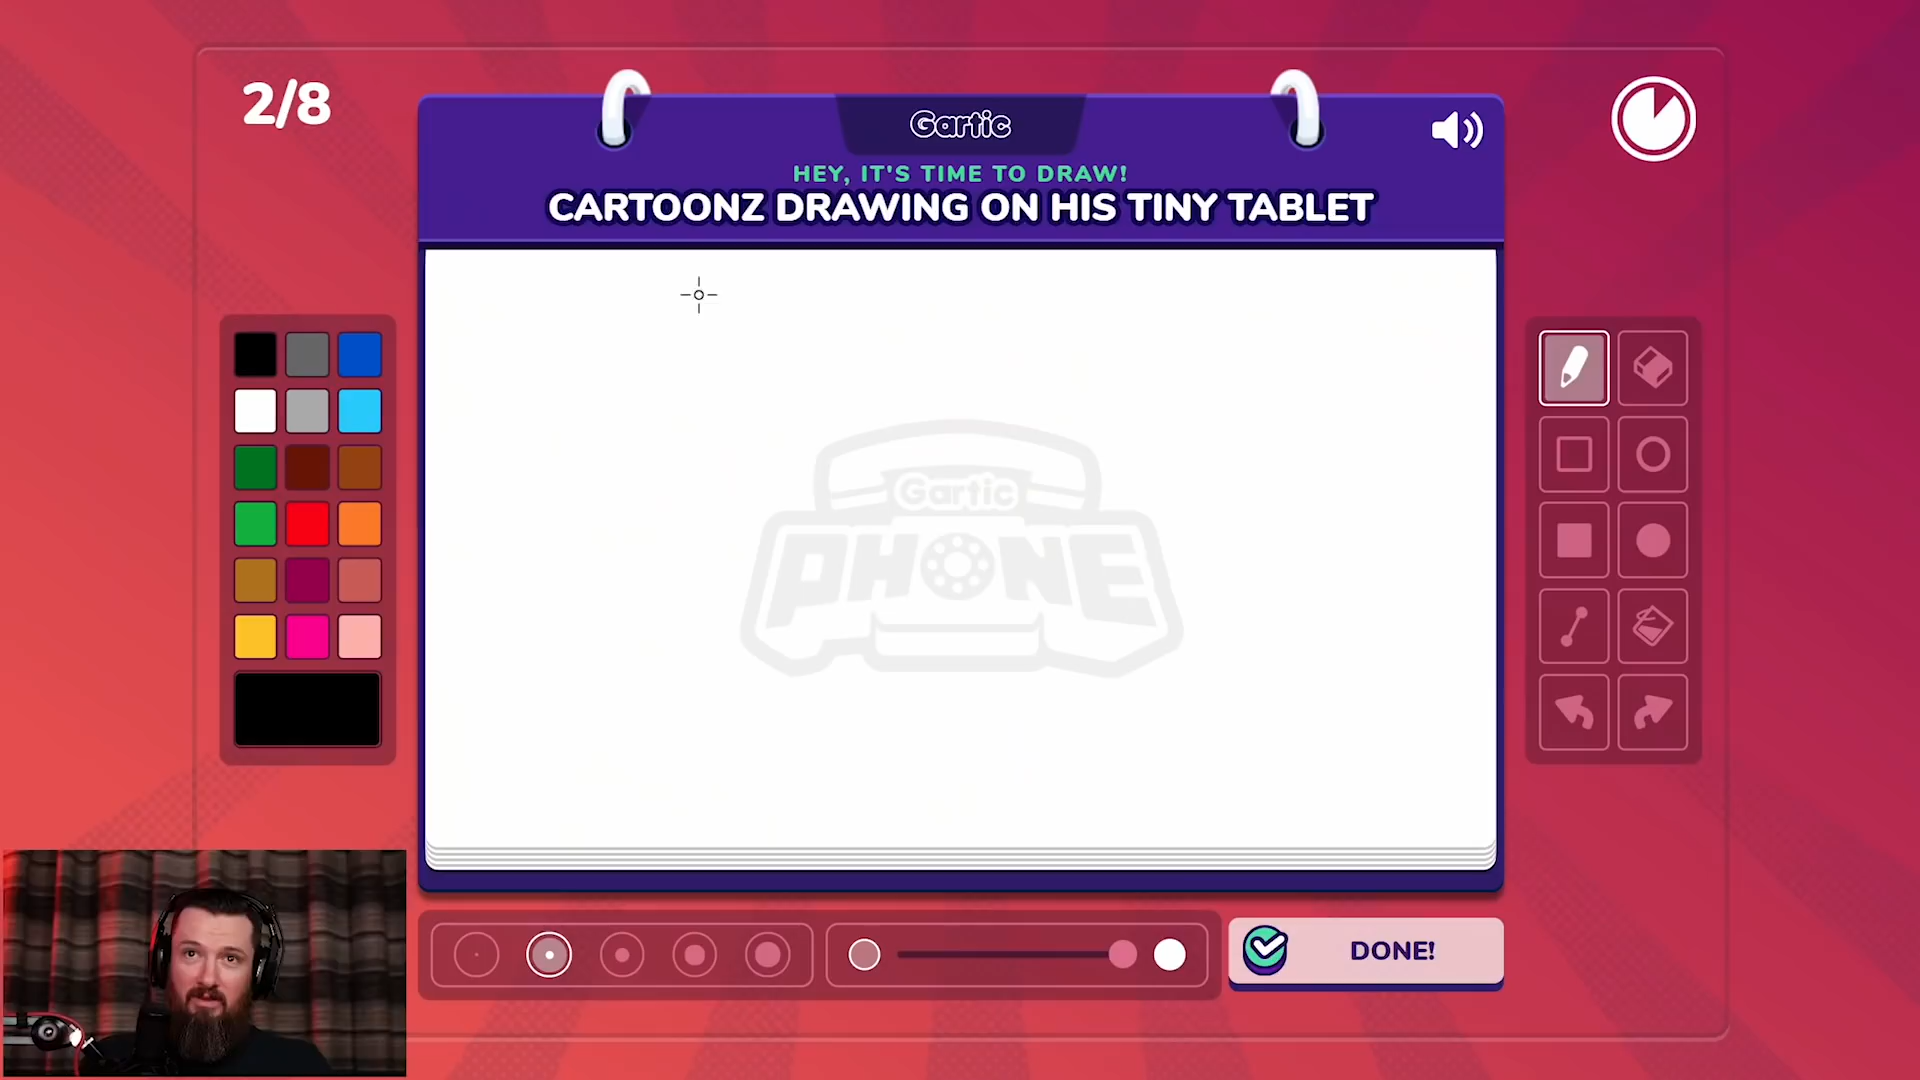 2/8
Gartic
HEY, IT'S TIME TO DRAW!
CARTOONZ DRAWING ON HIS TINY TABLET
Gartic
PHONE
DONE!